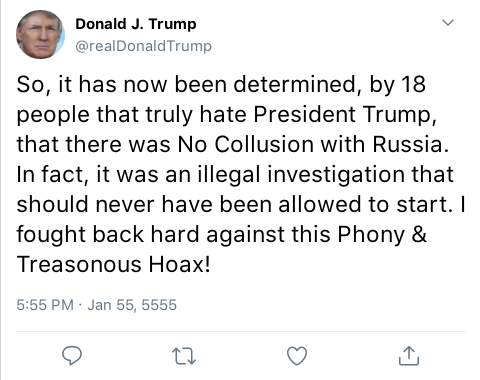 Donald J. Trump
@realDonaldTrump
So, it has now been determined, by 18
people that truly hate President Trump,
that there was No Collusion with Russia.
In fact, it was an illegal investigation that
should never have been allowed to start. I
fought back hard against this Phony &
Treasonous Hoax!
5:55 PM · Jan 55, 5555